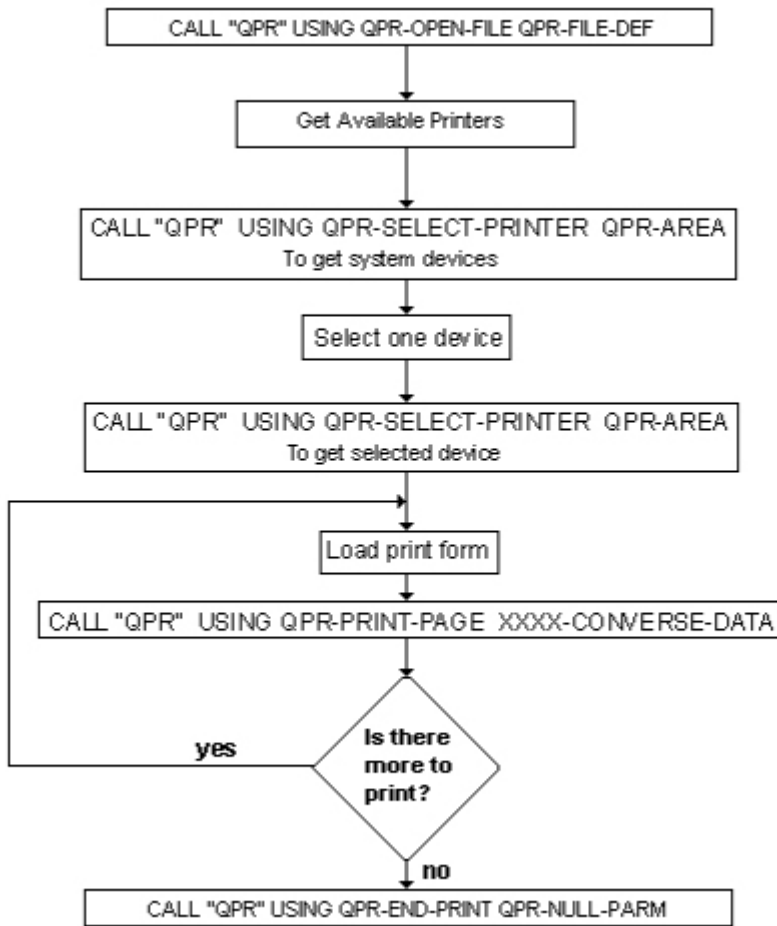 CALL "QPR" USING QPR-OPEN-FILE QPR-FILE-DEF
Get Available Printers
CALL "QPR" USING QPR-SELECT-PRINTER QPR-AREA
To get system devices
Select one device
CALL "QPR" USING QPR-SELECT-PRINTER QPR-AREA
To get selected device
Load print form
CALL "QPR" USING QPR-PRINT-PAGE XXXX-CONVERSE-DATA
Is there
more to
print?
yes
no
CALL "QPR" USING QPR-END-PRINT QPR-NULL-PARM